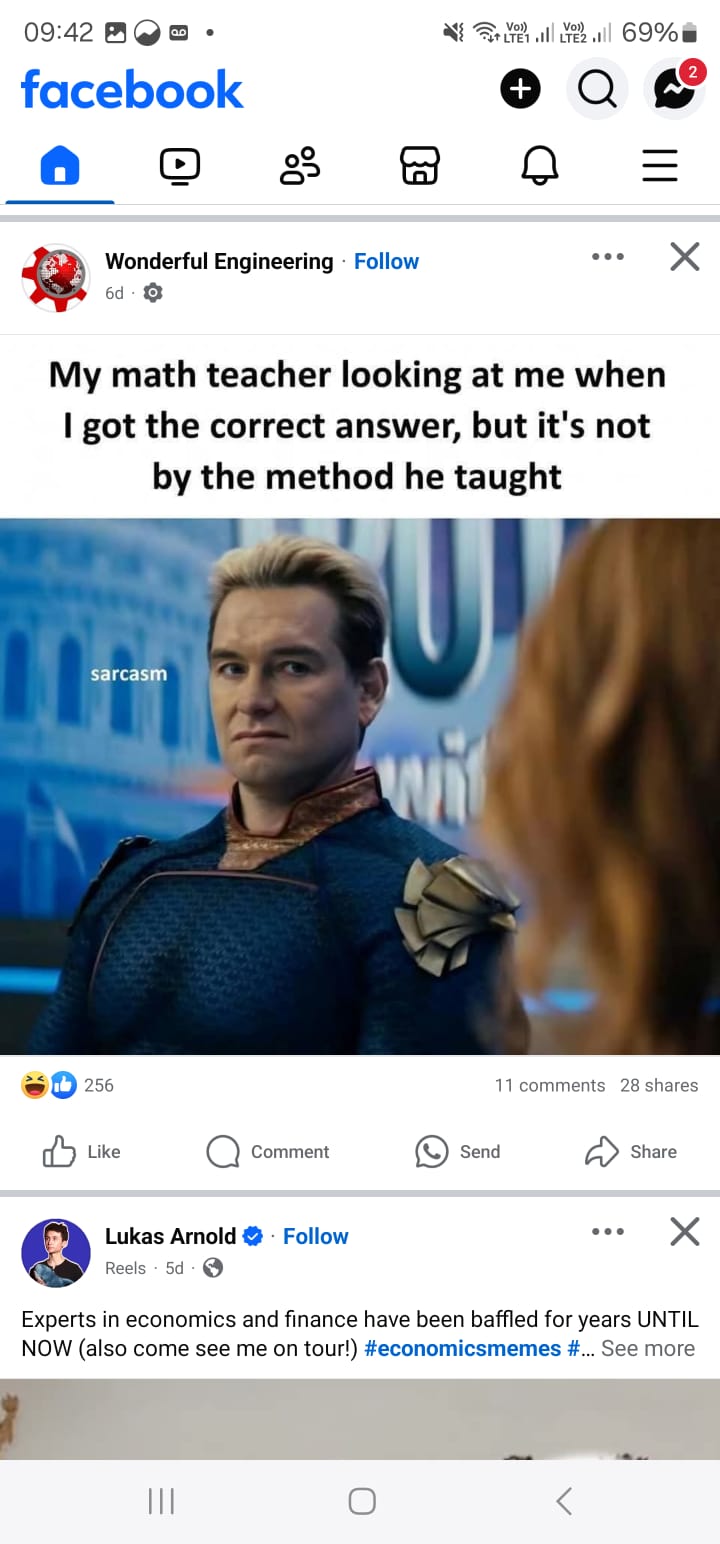 09:42 Vo)) LTE1 Vo)) LTE2 69%
facebook
2
Wonderful Engineering · Follow
6d ·
My math teacher looking at me when
I got the correct answer, but it's not
by the method he taught
sarcasm
wi
256 11 comments 28 shares
Like Comment Send Share
Lukas Arnold · Follow
Reels · 5d ·
Experts in economics and finance have been baffled for years UNTIL
NOW (also come see me on tour!) #economicsmemes #... See more